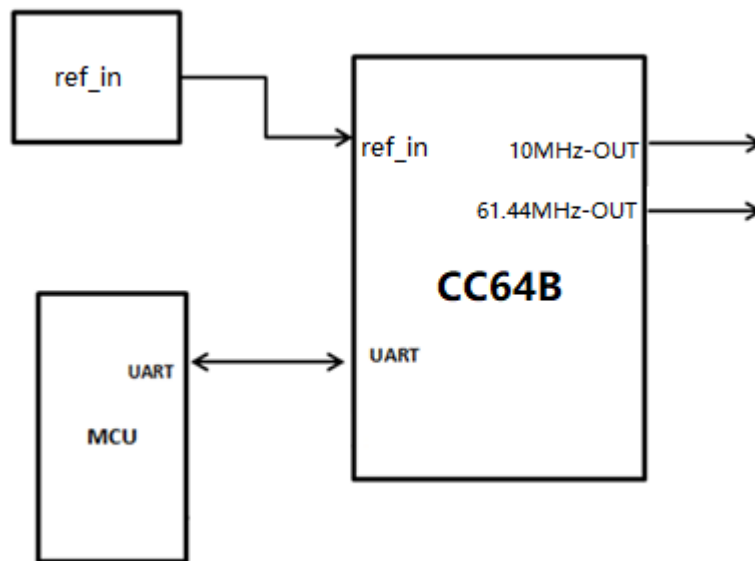 ref_in
ref_in
10MHz-OUT
61.44MHz-OUT
CC64B
UART
UART
MCU